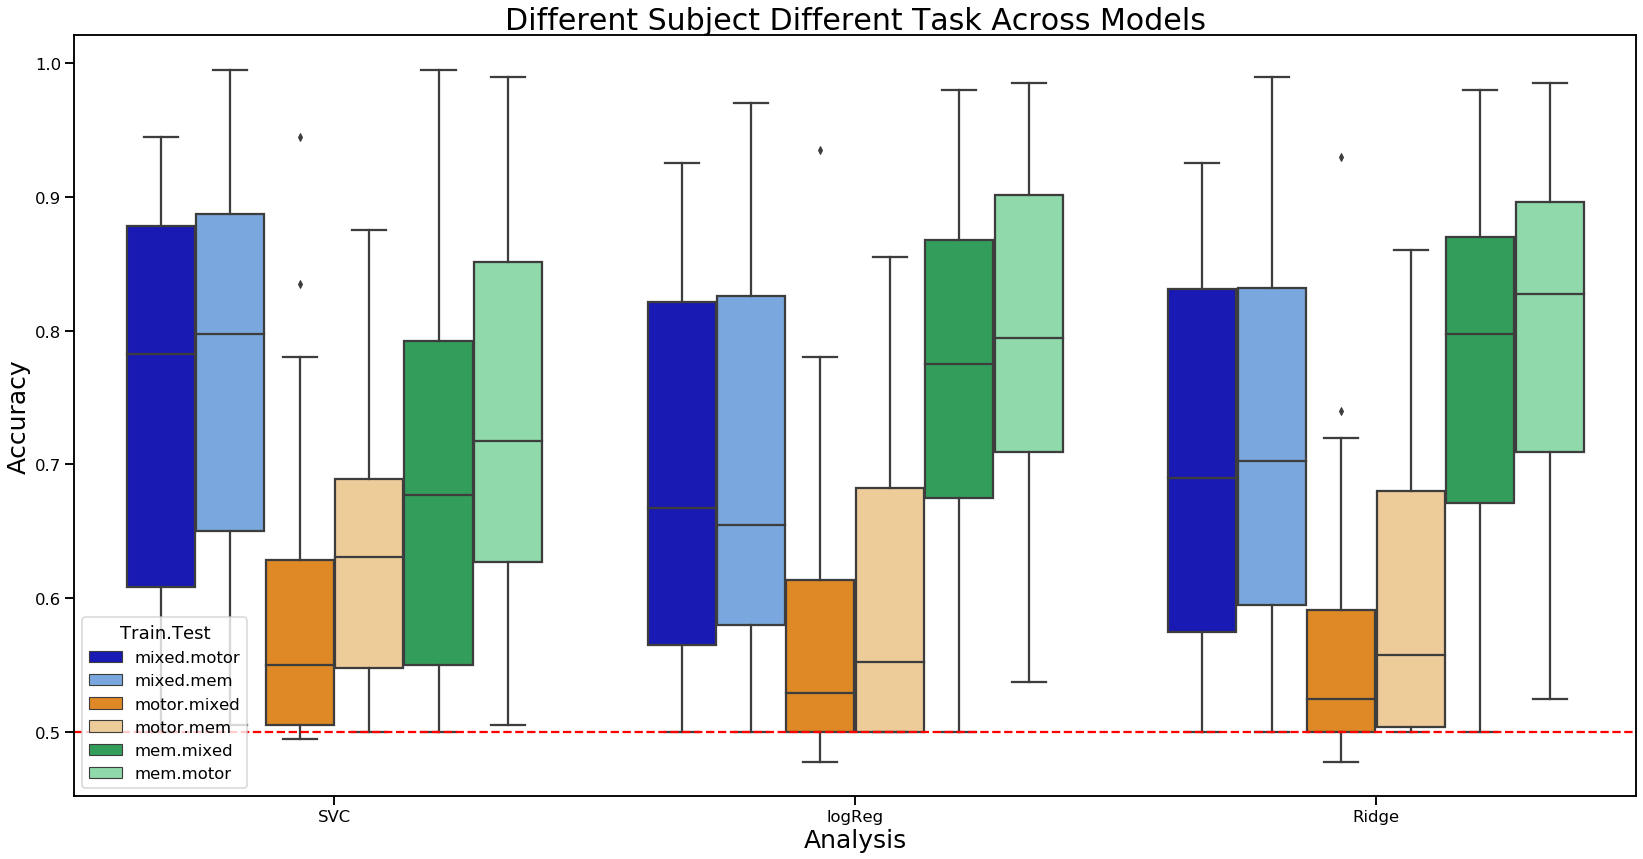 Different Subject Different Task Across Models
Accuracy
1.0
0.9
0.8
0.7
0.6
0.5
Train.Test
mixed.motor
mixed.mem
motor.mixed
motor.mem
mem.mixed
mem.motor
SVC
logReg
Ridge
Analysis